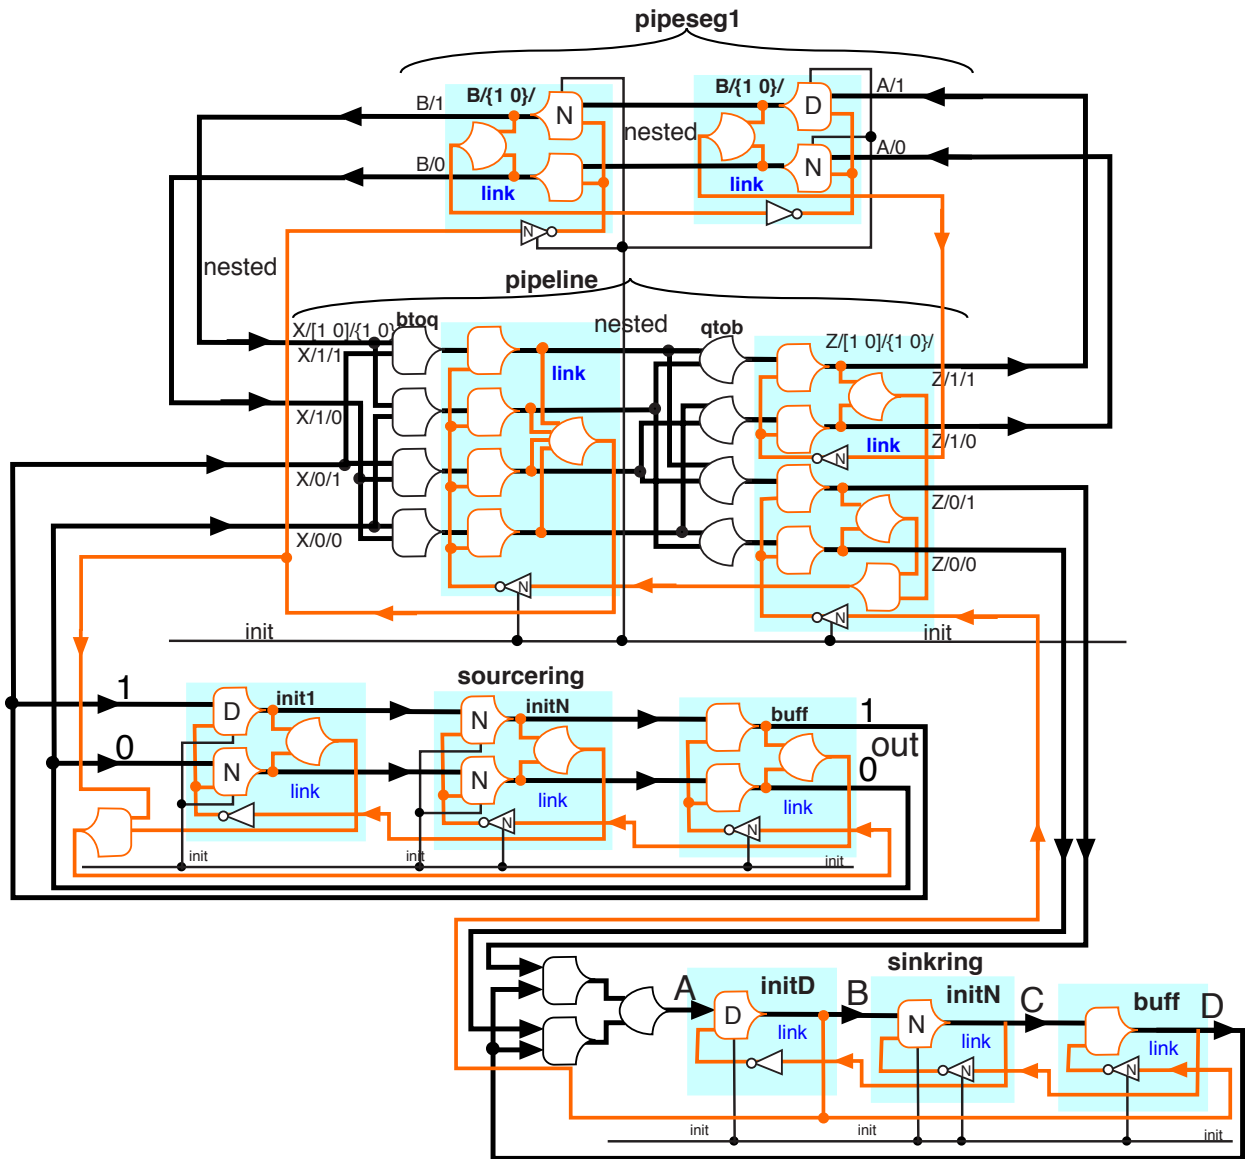 pipeseg1
B/{1 0}/
B/{1 0}/
A/1
B/1
N
D
nested
A/0
B/0
N
link
link
N
nested
pipeline
X/[1 0]/{1 0}
btoq
nested
qtob
Z/[1 0]/{1 0}/
X/1/1
link
Z/1/1
X/1/0
link
Z/1/0
N
X/0/1
Z/0/1
X/0/0
Z/0/0
N
N
init
init
sourcering
1
init1
initN
buff
1
D
N
out
0
N
N
0
link
link
link
N
N
init
init
init
sinkring
A
initD
B
initN
C
buff
D
D
N
link
link
link
N
N
init
init
init